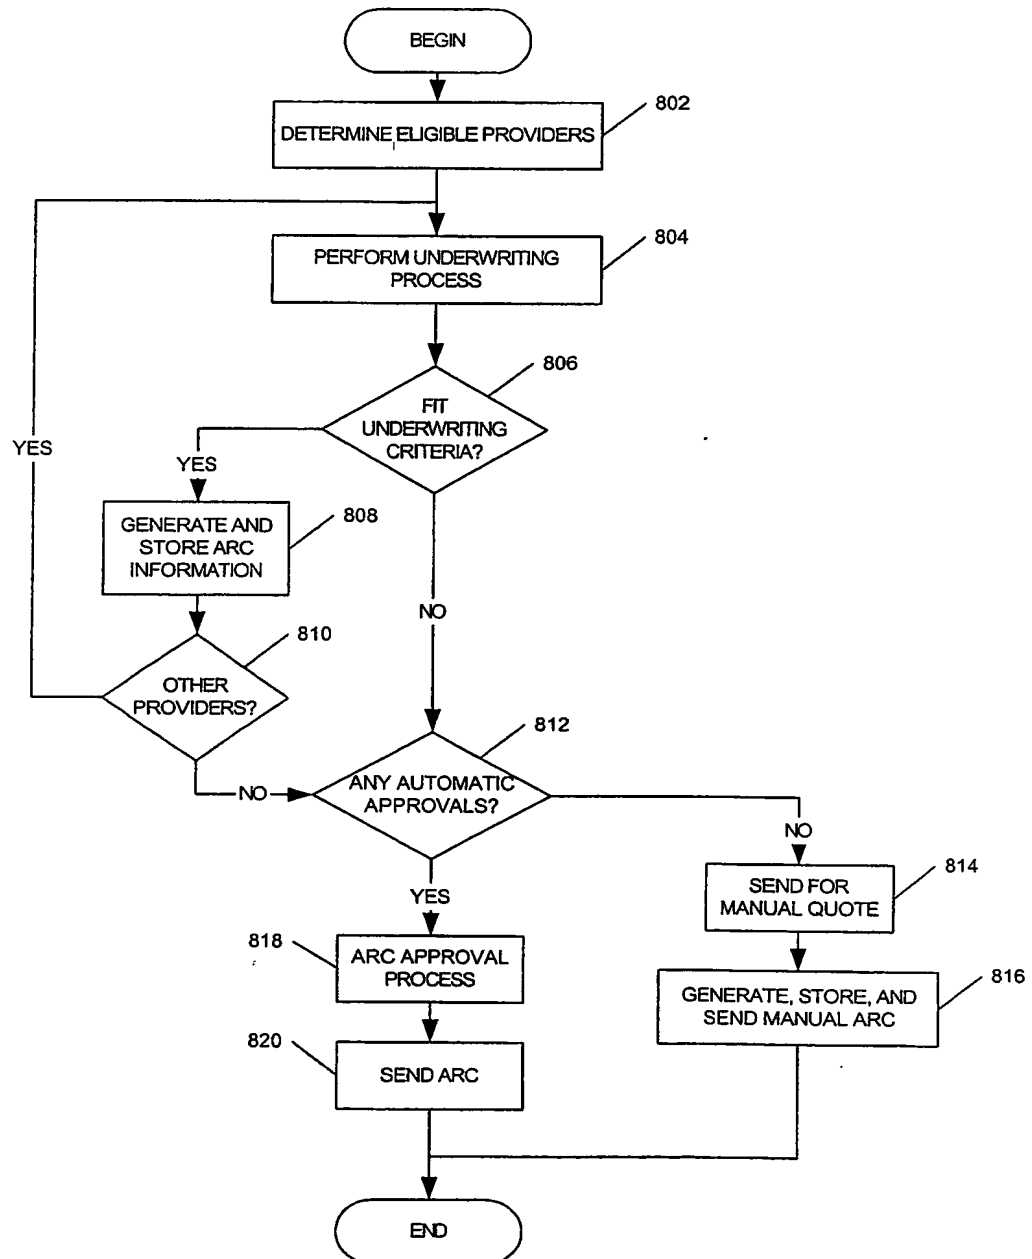 BEGIN
802
DETERMINE ELIGIBLE PROVIDERS
804
PERFORM UNDERWRITING
PROCESS
806
FIT
UNDERWRITING
CRITERIA?
YES
YES
808
GENERATE AND
STORE ARC
INFORMATION
NO
810
OTHER
PROVIDERS?
812
ANY AUTOMATIC
APPROVALS?
NO
NO
814
SEND FOR
MANUAL QUOTE
YES
818
ARC APPROVAL
PROCESS
816
GENERATE, STORE, AND
SEND MANUAL ARC
820
SEND ARC
END